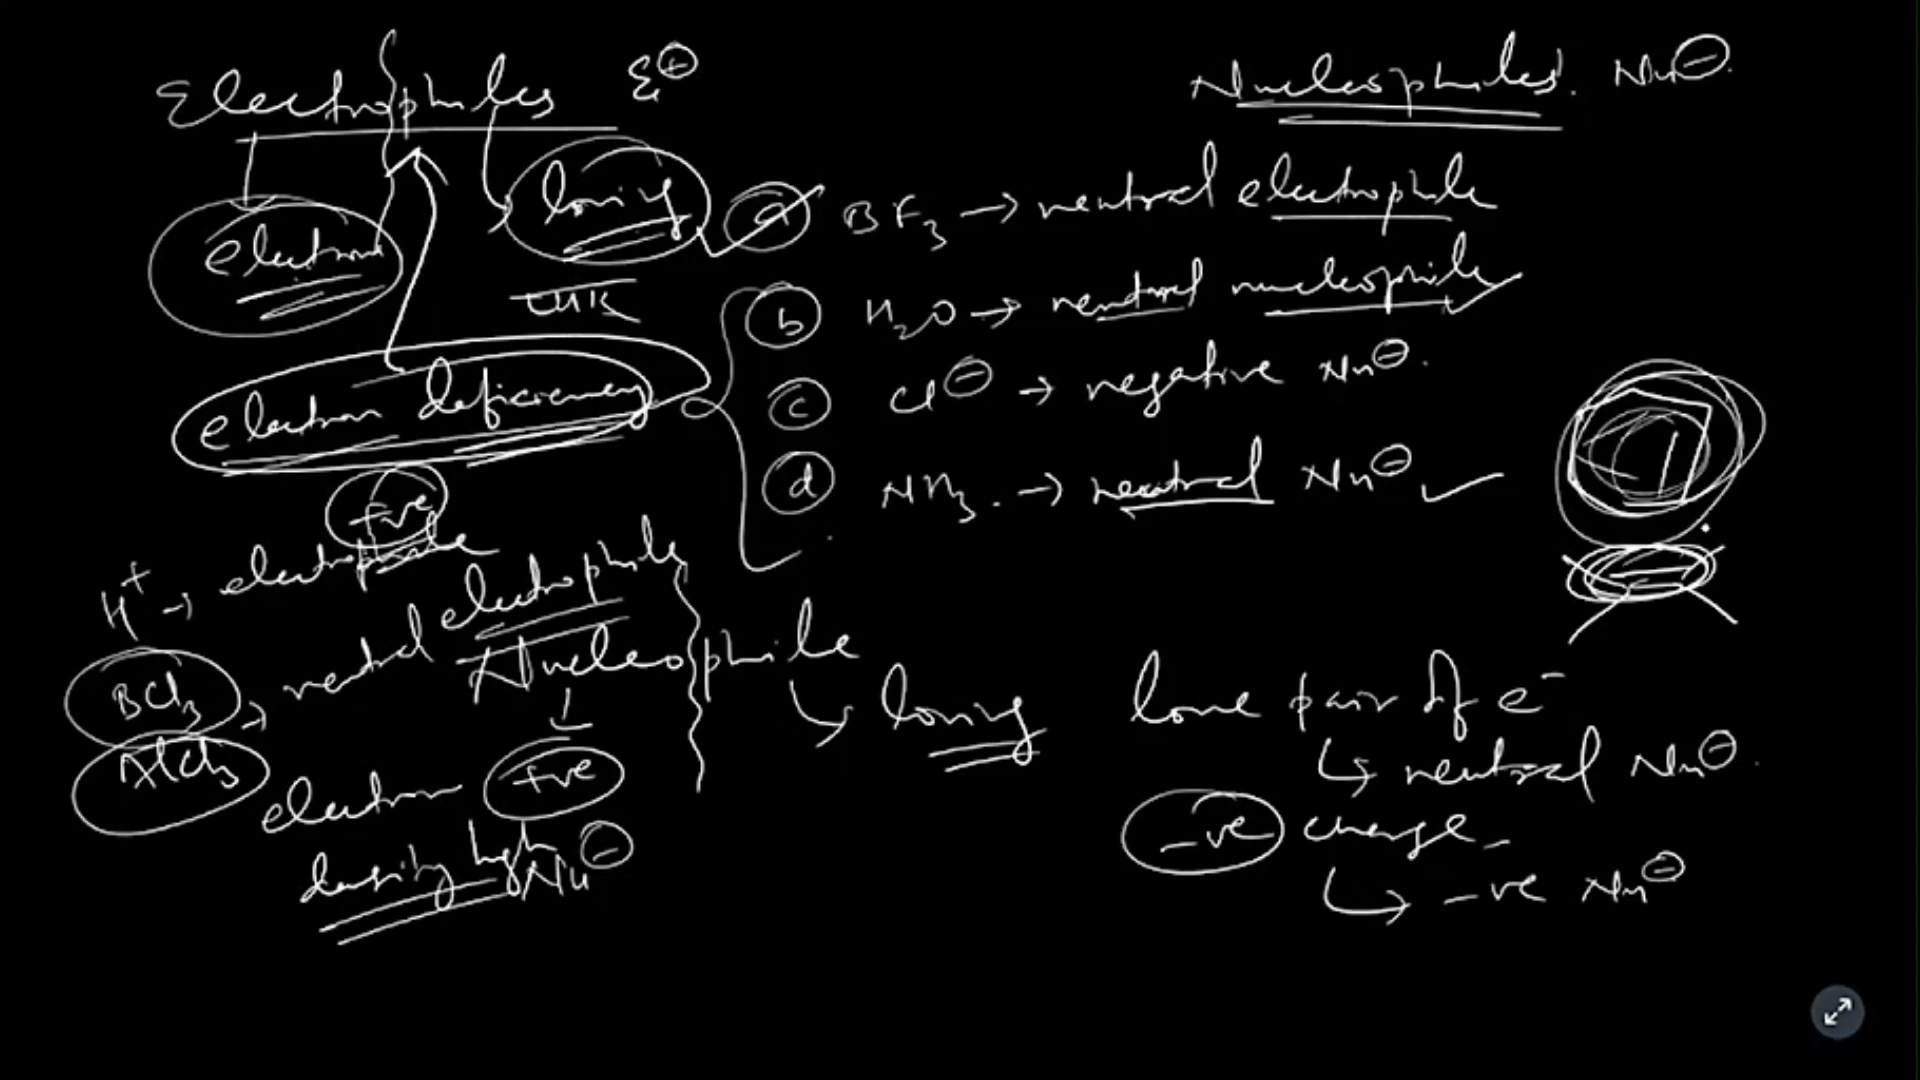 Electrophiles E⊕
Nucleophiles. Nu⊖
electrons
loving
(a) BF3 → neutral electrophile
(b) H2O → neutral nucleophile
(c) Cl⊖ → negative Nu⊖.
(d) NH3. → neutral Nu⊖
electron deficiency
+ve
H+ → electrophile
BCl3 → neutral electrophile
AlCl3
Nucleophile
↳ loving
+ve
electron density high
Nu⊖
lone pair of e-
↳ neutral Nu⊖.
-ve charge
↳ -ve Nu⊖